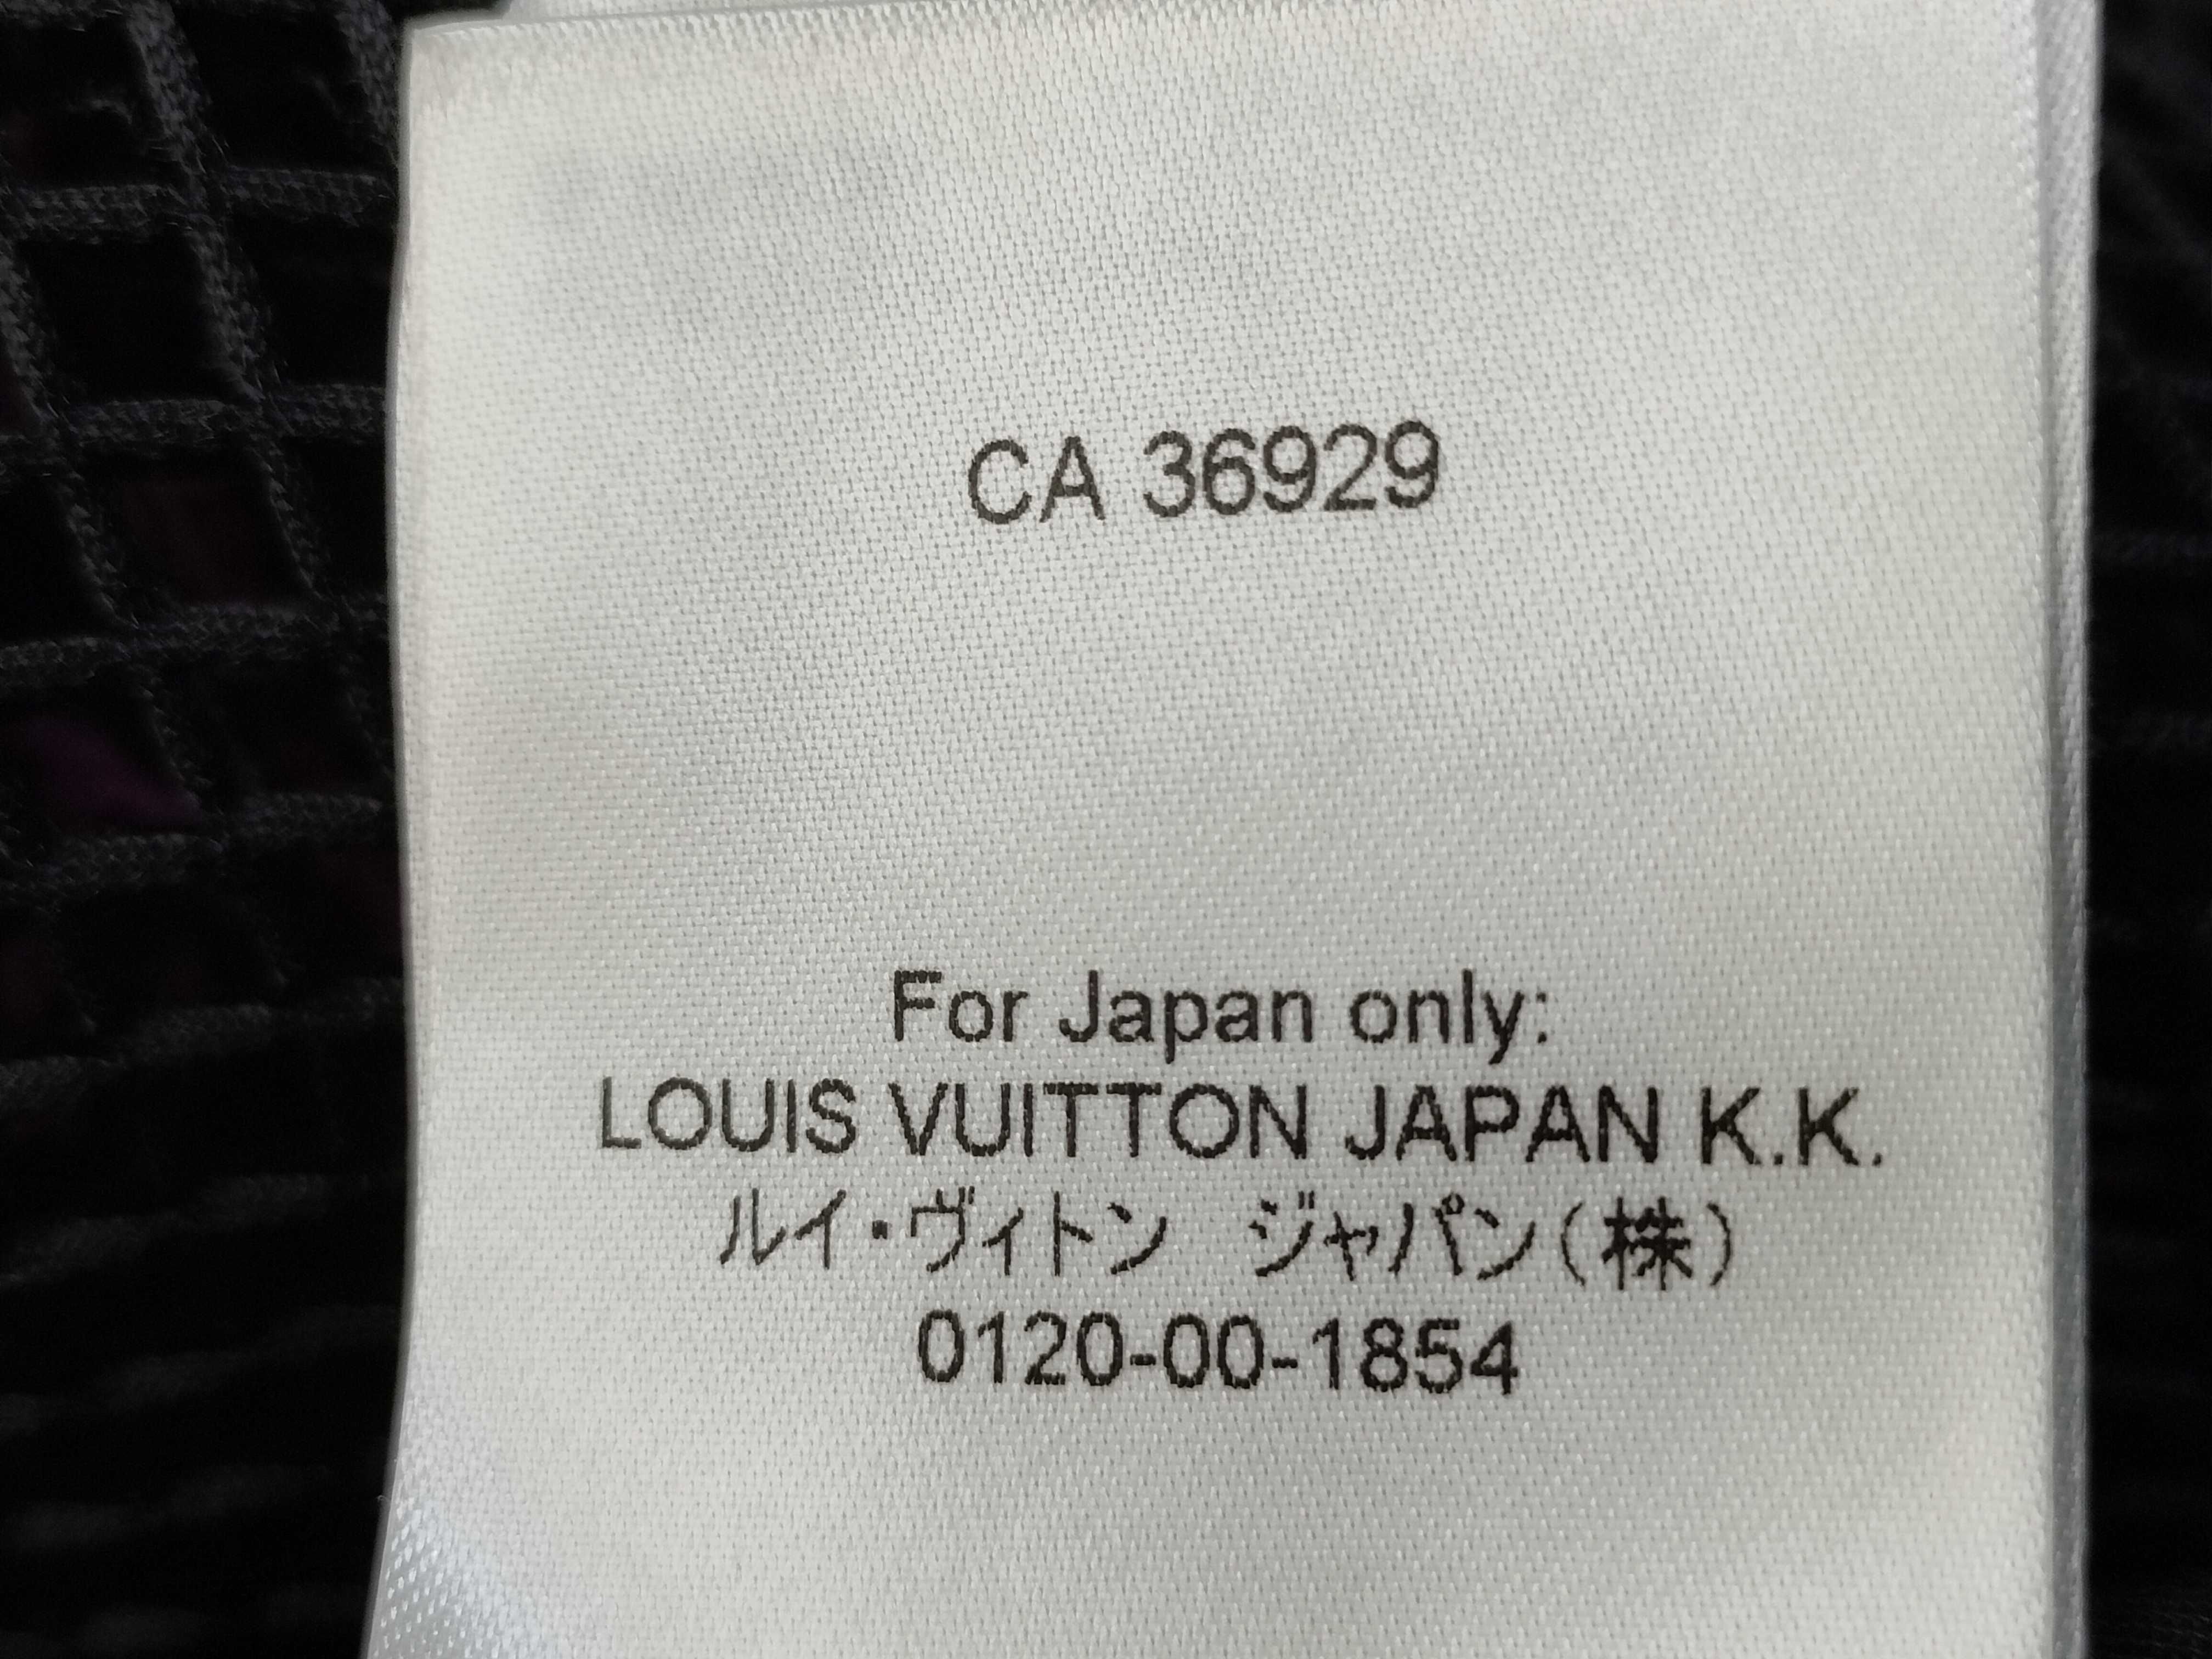 CA 36929
For Japan only:
LOUIS VUITTON JAPAN K.K.
ルイ・ヴィトン　ジャパン(株)
0120-00-1854